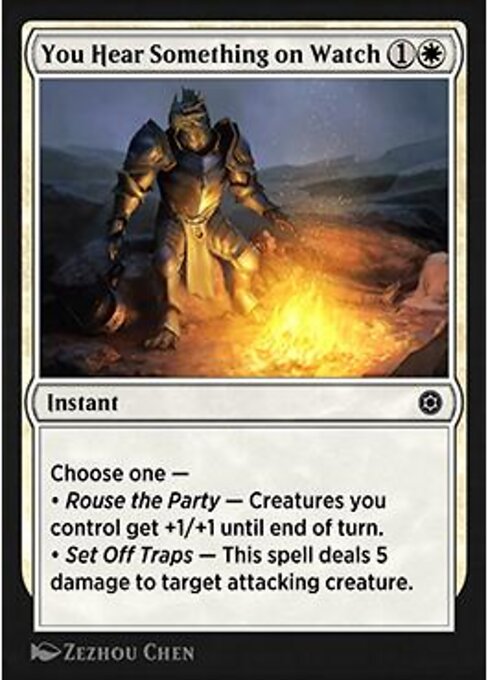 You Hear Something on Watch 1
Instant
Choose one —
• Rouse the Party — Creatures you
control get +1/+1 until end of turn.
• Set Off Traps — This spell deals 5
damage to target attacking creature.
Zezhou Chen